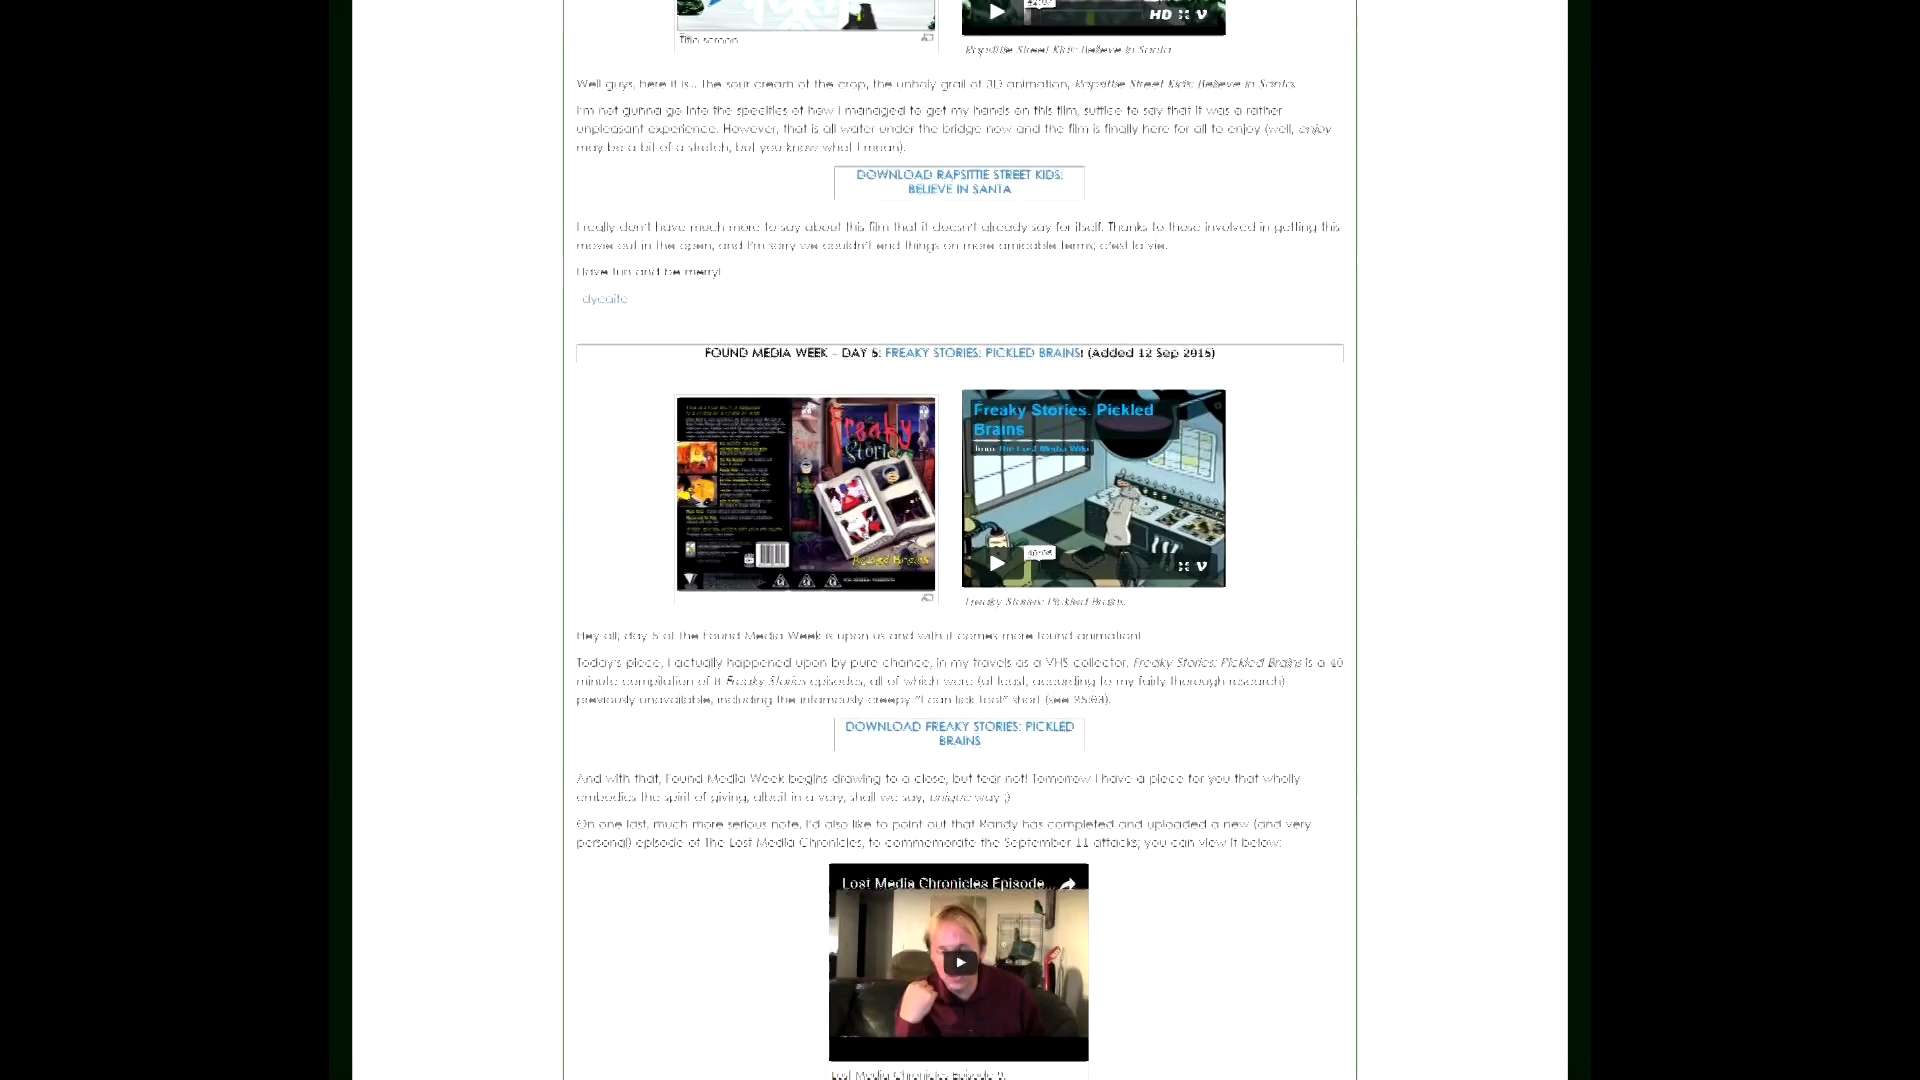 Title screen.
HD
Rapsittie Street Kids: Believe in Santa.
Well guys, here it is... The sour cream of the crop, the unholy grail of 3D animation, Rapsittie Street Kids: Believe in Santa.
I'm not gunna go into the specifics of how I managed to get my hands on this film, suffice to say that it was a rather
unpleasant experience. However, that is all water under the bridge now and the film is finally here for all to enjoy (well, enjoy
may be a bit of a stretch, but you know what I mean).
DOWNLOAD RAPSITTIE STREET KIDS:
BELIEVE IN SANTA
I really don't have much more to say about this film that it doesn't already say for itself. Thanks to those involved in getting this
movie out in the open, and I'm sorry we couldn't end things on more amicable terms; c'est la vie.
Have fun and be merry!
dycaite
FOUND MEDIA WEEK – DAY 5: FREAKY STORIES: PICKLED BRAINS! (Added 12 Sep 2015)
Freaky
Stories
Pickled Brains
Freaky Stories. Pickled
Brains
from The Lost Media Wiki
Freaky Stories: Pickled Brains.
Hey all; day 5 of the Found Media Week is upon us and with it comes more found animation!
Today's piece, I actually happened upon by pure chance, in my travels as a VHS collector. Freaky Stories: Pickled Brains is a 40
minute compilation of 8 Freaky Stories episodes, all of which were (at least, according to my fairly thorough research)
previously unavailable, including the infamously creepy "I can lick too!" short (see
DOWNLOAD FREAKY STORIES: PICKLED
BRAINS
And with that, Found Media Week begins drawing to a close, but fear not! Tomorrow I have a piece for you that wholly
embodies the spirit of giving, albeit in a very, shall we say, unique way ;)
On one last, much more serious note, I'd also like to point out that Randy has completed and uploaded a new (and very
personal) episode of The Lost Media Chronicles, to commemorate the September 11 attacks; you can view it below:
Lost Media Chronicles Episode...
Lost Media Chronicles Episode 9.